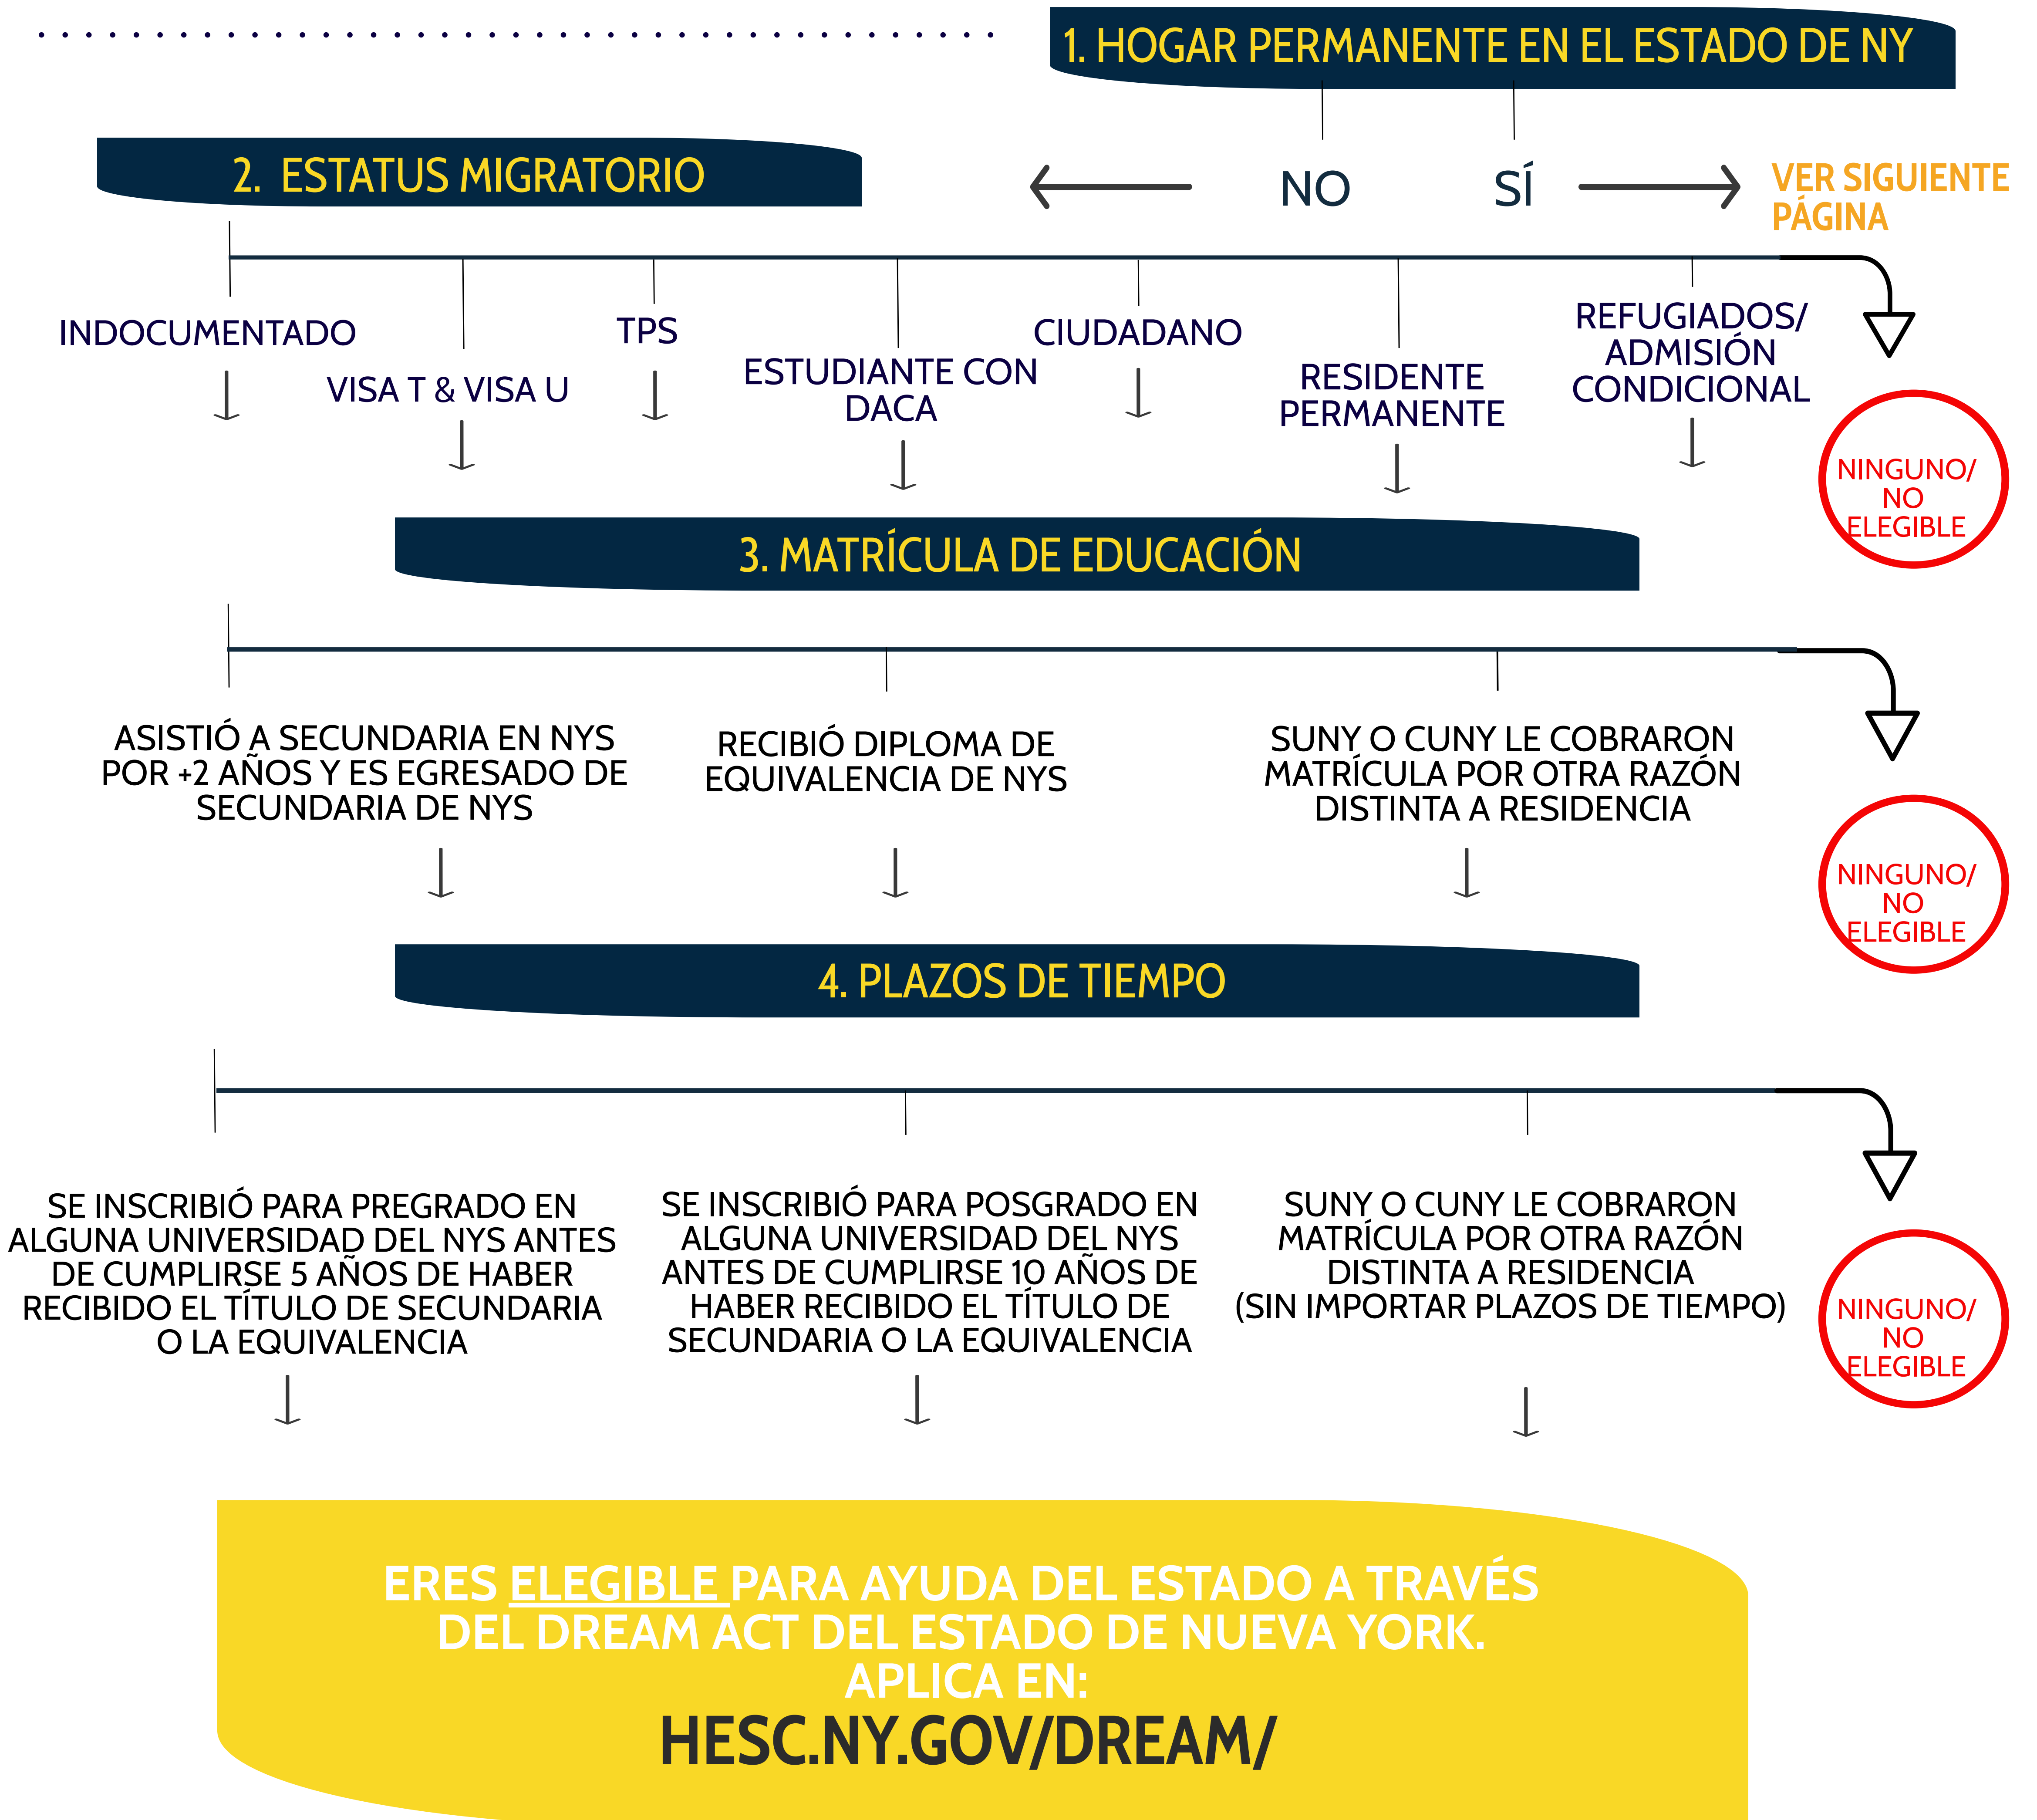 1. HOGAR PERMANENTE EN EL ESTADO DE NY
NO
SÍ
VER SIGUIENTE
PÁGINA
2. ESTATUS MIGRATORIO
INDOCUMENTADO
VISA T & VISA U
TPS
ESTUDIANTE CON
DACA
CIUDADANO
RESIDENTE
PERMANENTE
REFUGIADOS/
ADMISIÓN
CONDICIONAL
NINGUNO/
NO
ELEGIBLE
3. MATRÍCULA DE EDUCACIÓN
ASISTIÓ A SECUNDARIA EN NYS
POR +2 AÑOS Y ES EGRESADO DE
SECUNDARIA DE NYS
RECIBIÓ DIPLOMA DE
EQUIVALENCIA DE NYS
SUNY O CUNY LE COBRARON
MATRÍCULA POR OTRA RAZÓN
DISTINTA A RESIDENCIA
NINGUNO/
NO
ELEGIBLE
4. PLAZOS DE TIEMPO
SE INSCRIBIÓ PARA PREGRADO EN
ALGUNA UNIVERSIDAD DEL NYS ANTES
DE CUMPLIRSE 5 AÑOS DE HABER
RECIBIDO EL TÍTULO DE SECUNDARIA
O LA EQUIVALENCIA
SE INSCRIBIÓ PARA POSGRADO EN
ALGUNA UNIVERSIDAD DEL NYS
ANTES DE CUMPLIRSE 10 AÑOS DE
HABER RECIBIDO EL TÍTULO DE
SECUNDARIA O LA EQUIVALENCIA
SUNY O CUNY LE COBRARON
MATRÍCULA POR OTRA RAZÓN
DISTINTA A RESIDENCIA
(SIN IMPORTAR PLAZOS DE TIEMPO)
NINGUNO/
NO
ELEGIBLE
ERES ELEGIBLE PARA AYUDA DEL ESTADO A TRAVÉS
DEL DREAM ACT DEL ESTADO DE NUEVA YORK.
APLICA EN:
HESC.NY.GOV/DREAM/